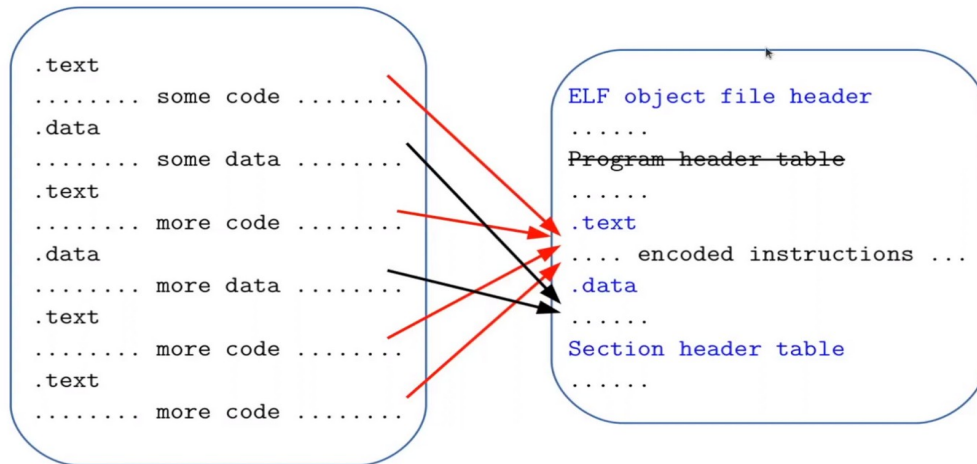 .text
........ some code ........
.data
........ some data ........
.text
........ more code ........
.data
........ more data ........
.text
........ more code ........
.text
........ more code ........
ELF object file header
......
Program header table
......
.text
.... encoded instructions ...
.data
......
Section header table
......